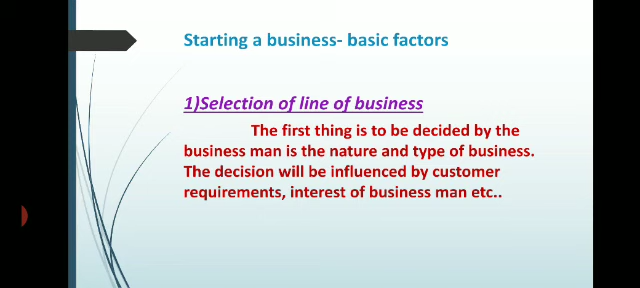 Starting a business- basic factors
1)Selection of line of business
The first thing is to be decided by the
business man is the nature and type of business.
The decision will be influenced by customer
requirements, interest of business man etc..